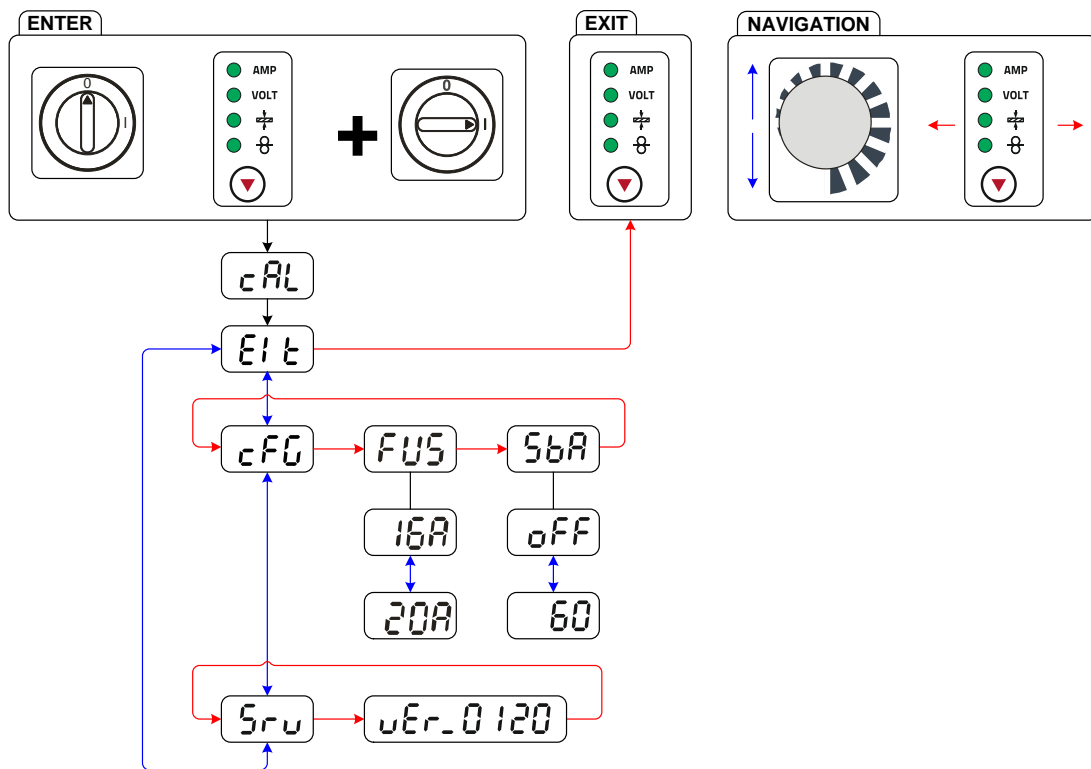 ENTER
EXIT
NAVIGATION
0
I
AMP
VOLT
+
0
I
AMP
VOLT
AMP
VOLT
cAL
EIt
cFG
FUS
SbA
16A
oFF
20A
60
Srv
vEr_0120